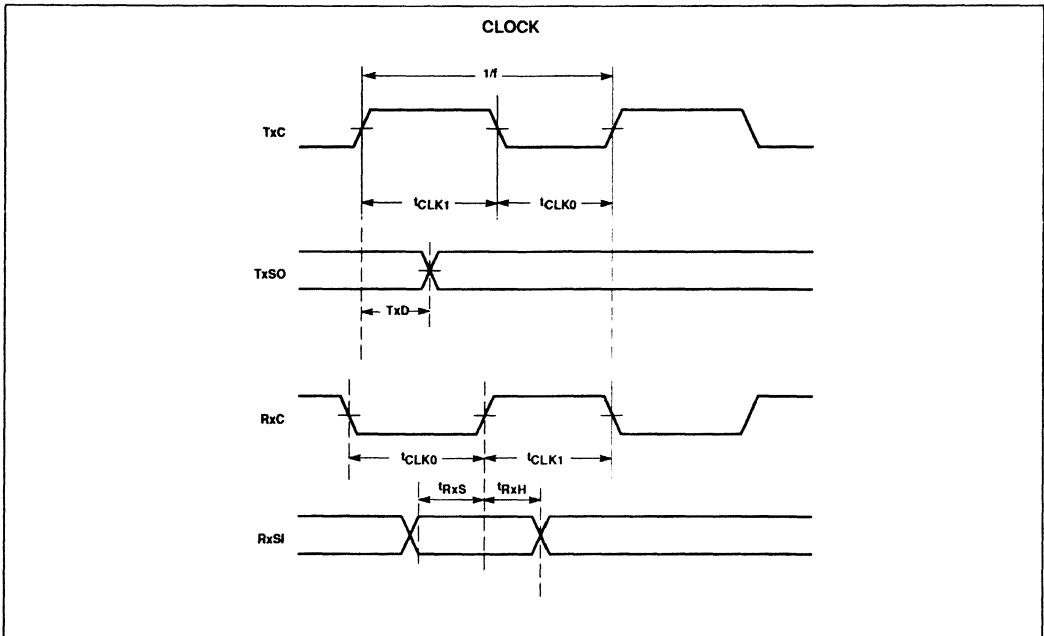 CLOCK
1/f
TxC
tCLK1
tCLK0
TxSO
TxD
RxC
tCLK0
tCLK1
tRxS
tRxH
RxSI